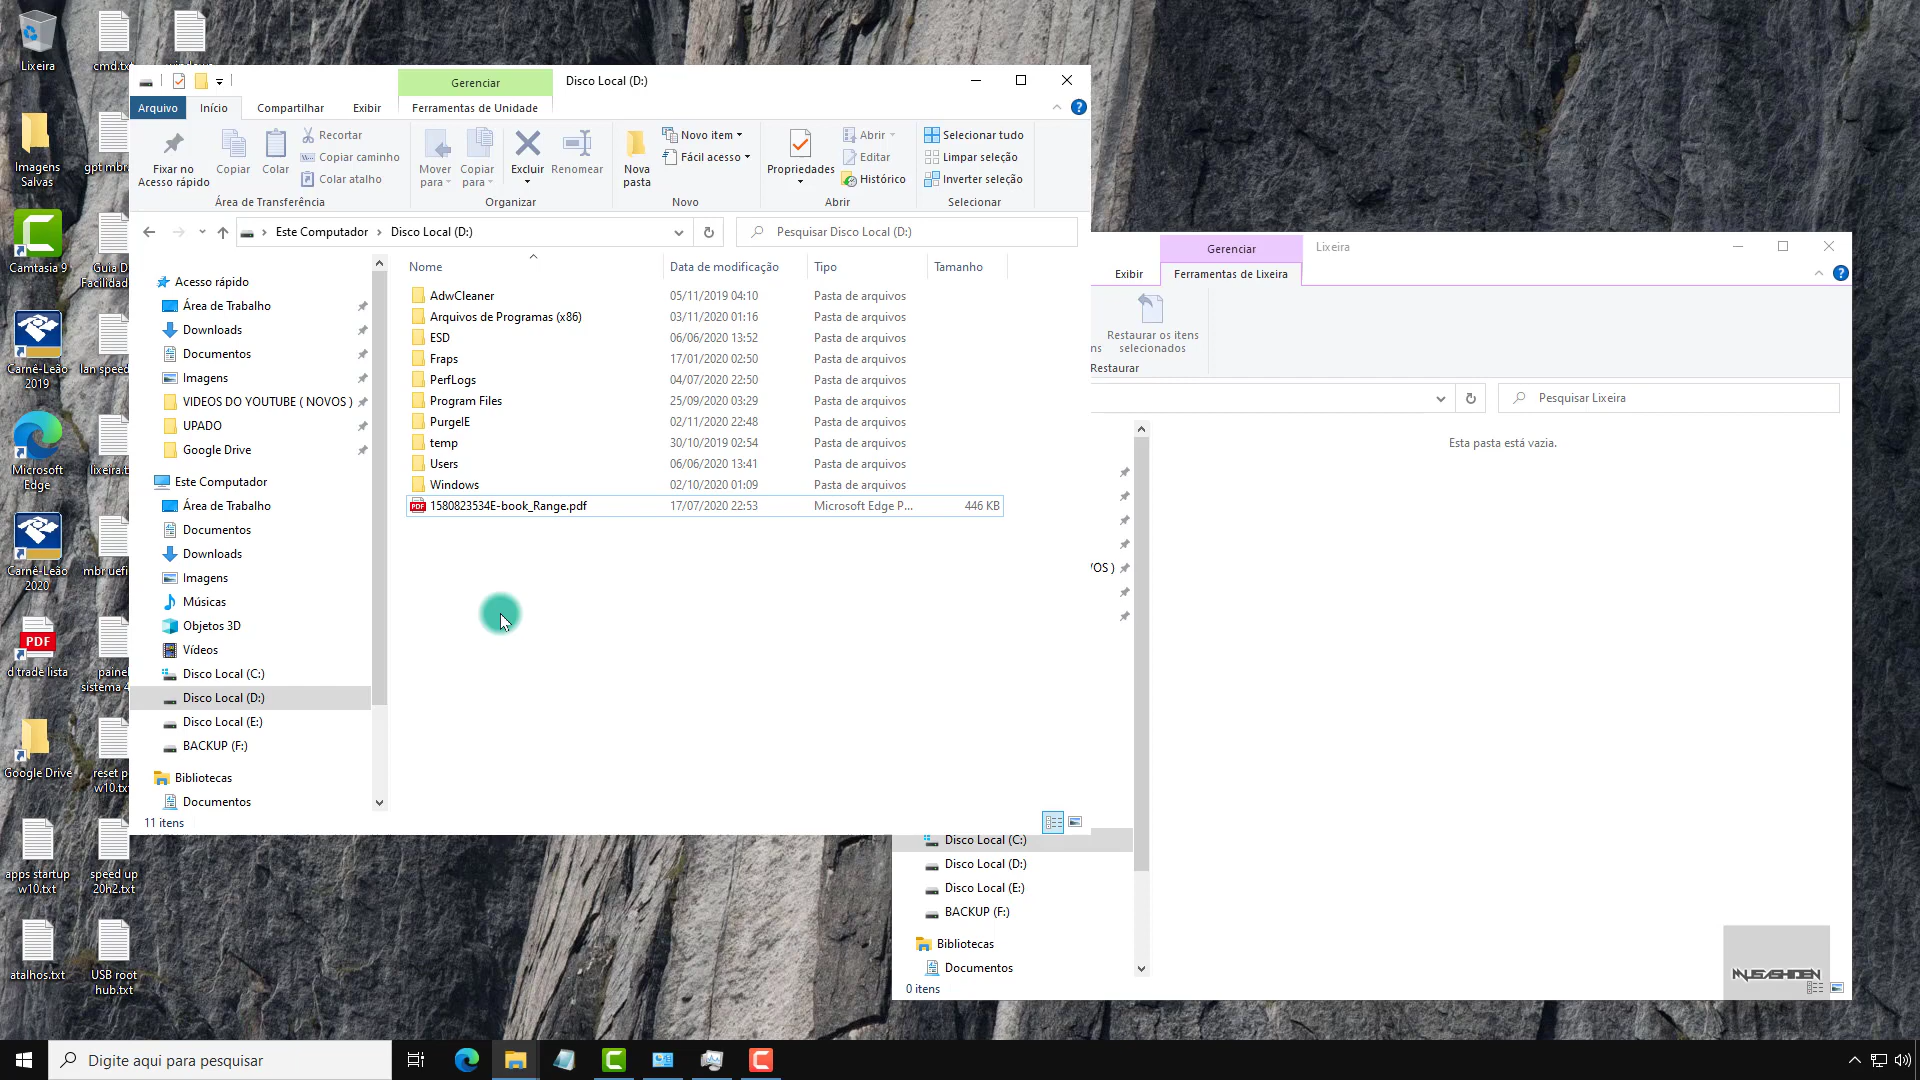 Lixeira
cmd.txt
Imagens
Salvas
gpt mbr
Camtasia 9
Guia D
Facilidad
Carnê-Leão
2019
lan speed
Microsoft
Edge
lixeira.t
Carnê-Leão
2020
mbr uefi
d trade lista
painel
sistema 4
Google Drive
reset p
w10.tx
apps startup
w10.txt
speed up
20h2.txt
atalhos.txt
USB root
hub.txt
Gerenciar
Disco Local (D:)
Arquivo
Início
Compartilhar
Exibir
Ferramentas de Unidade
Fixar no
Acesso rápido
Copiar
Colar
Recortar
Copiar caminho
Colar atalho
Área de Transferência
Mover
para
Copiar
para
Excluir
Renomear
Organizar
Nova
pasta
Novo item
Fácil acesso
Novo
Propriedades
Abrir
Editar
Histórico
Abrir
Selecionar tudo
Limpar seleção
Inverter seleção
Selecionar
Este Computador > Disco Local (D:)
Pesquisar Disco Local (D:)
Acesso rápido
Área de Trabalho
Downloads
Documentos
Imagens
VIDEOS DO YOUTUBE ( NOVOS )
UPADO
Google Drive
Este Computador
Área de Trabalho
Documentos
Downloads
Imagens
Músicas
Objetos 3D
Vídeos
Disco Local (C:)
Disco Local (D:)
Disco Local (E:)
BACKUP (F:)
Bibliotecas
Documentos
11 itens
Nome Data de modificação Tipo Tamanho
AdwCleaner 05/11/2019 04:10 Pasta de arquivos
Arquivos de Programas (x86) 03/11/2020 01:16 Pasta de arquivos
ESD 06/06/2020 13:52 Pasta de arquivos
Fraps 17/01/2020 02:50 Pasta de arquivos
PerfLogs 04/07/2020 22:50 Pasta de arquivos
Program Files 25/09/2020 03:29 Pasta de arquivos
PurgeIE 02/11/2020 22:48 Pasta de arquivos
temp 30/10/2019 02:54 Pasta de arquivos
Users 06/06/2020 13:41 Pasta de arquivos
Windows 02/10/2020 01:09 Pasta de arquivos
1580823534E-book_Range.pdf 17/07/2020 22:53 Microsoft Edge P... 446 KB
Gerenciar
Lixeira
Exibir
Ferramentas de Lixeira
Restaurar os itens
selecionados
ns
Restaurar
Pesquisar Lixeira
Esta pasta está vazia.
VOS )
Disco Local (C:)
Disco Local (D:)
Disco Local (E:)
BACKUP (F:)
Bibliotecas
Documentos
0 itens
PDF
PDF
Digite aqui para pesquisar